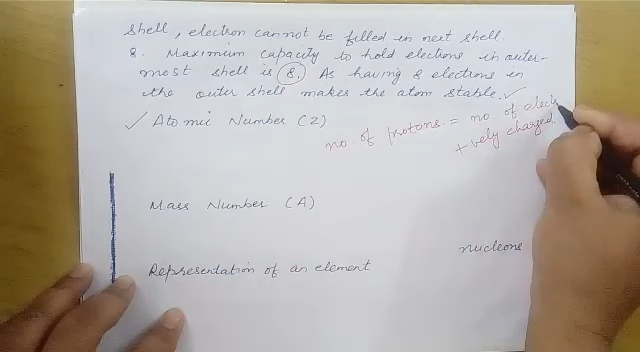 shell, electron cannot be filled in next shell.
8. Maximum capacity to hold elections in outer-
most shell is 8. As having 8 electrons in
the outer shell makes the atom stable. ✓
✓ Atomic Number (Z)
no. of protons = no of elect
+vely charged.
Mass Number (A)
nucleons
Representation of an element